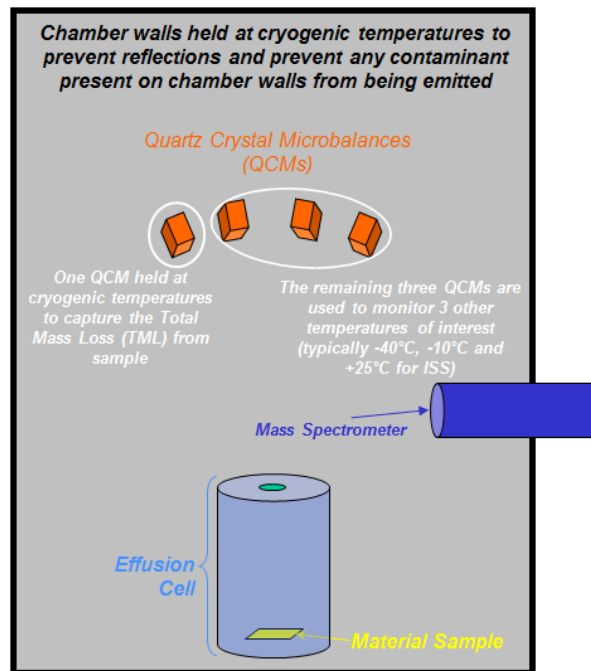 Chamber walls held at cryogenic temperatures to
prevent reflections and prevent any contaminant
present on chamber walls from being emitted
Quartz Crystal Microbalances
(QCMs)
One QCM held at
cryogenic temperatures
to capture the Total
Mass Loss (TML) from
sample
The remaining three QCMs are
used to monitor 3 other
temperatures of interest
(typically -40°C, -10°C and
+25°C for ISS)
Mass Spectrometer
Effusion
Cell
Material Sample